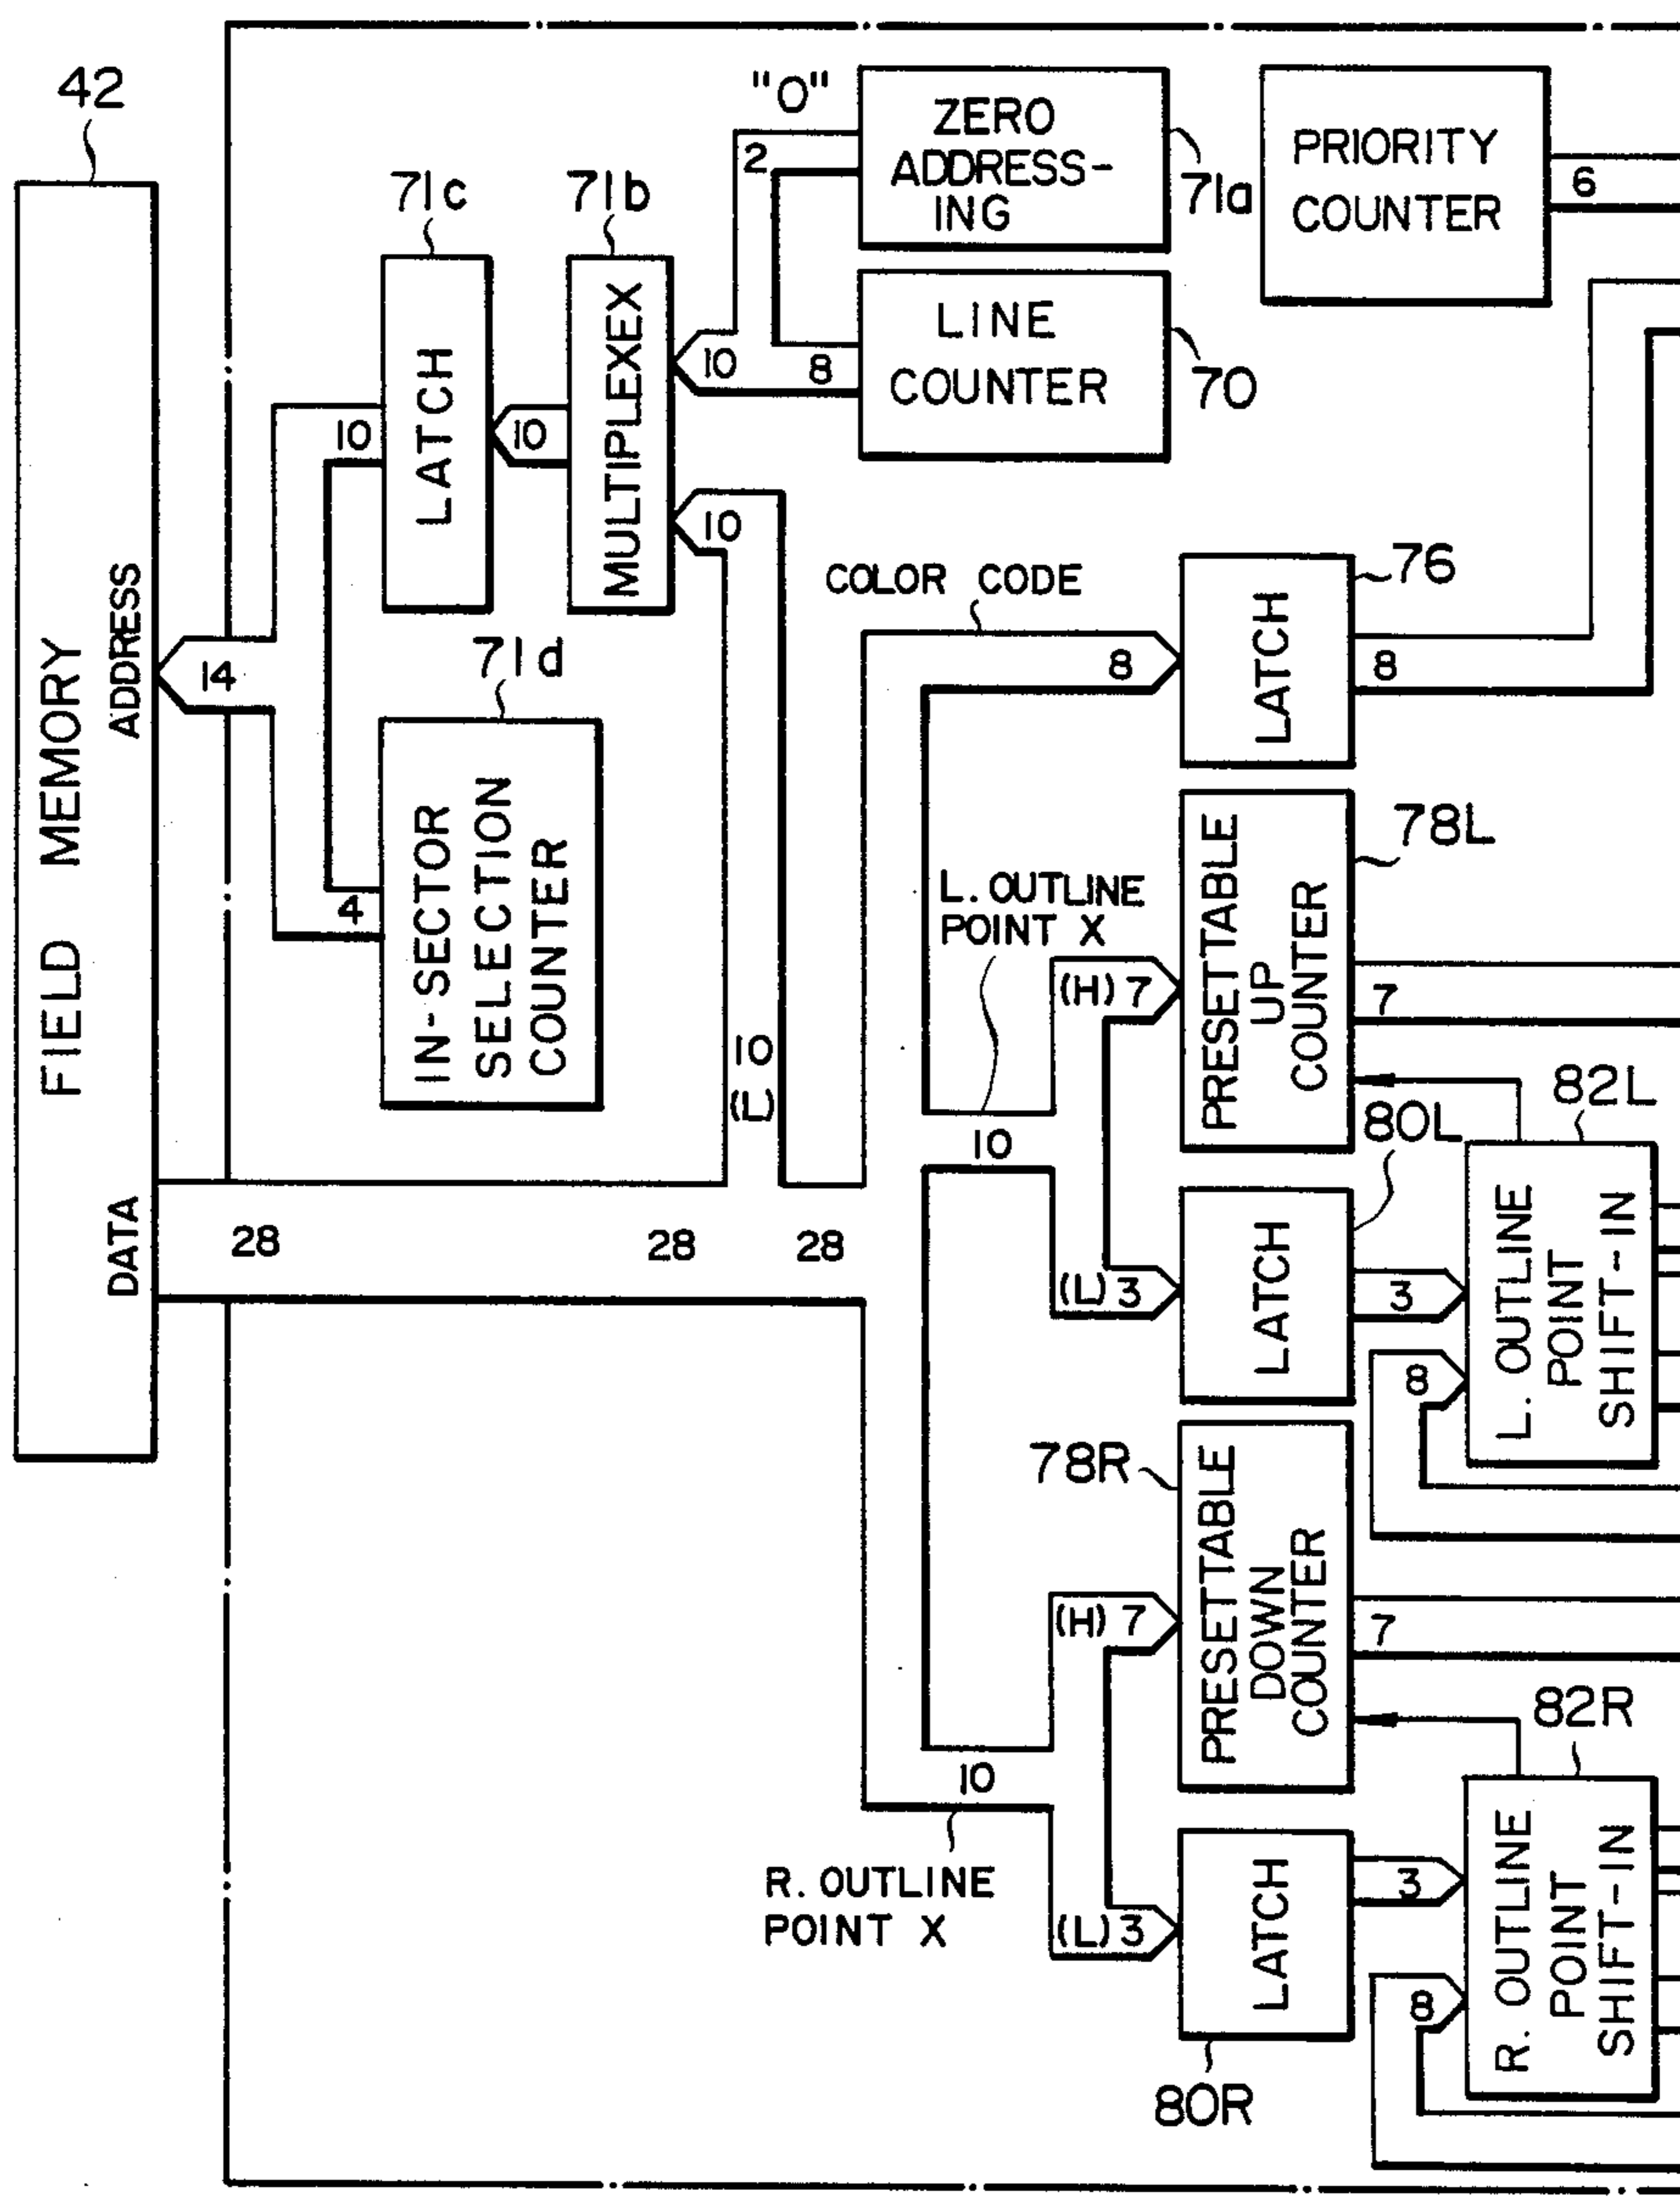 42
FIELD MEMORY
ADDRESS
DATA
14
71c
LATCH
10
10
71b
MULTIPLEXEX
10
10
"O"
2
ZERO
ADDRESS-
ING
71a
8
LINE
COUNTER
70
PRIORITY
COUNTER
6
71d
IN-SECTOR
SELECTION
COUNTER
4
10
(L)
28
28
28
COLOR CODE
8
LATCH
76
8
L. OUTLINE
POINT X
10
(H) 7
PRESETTABLE
UP
COUNTER
78L
7
(L) 3
LATCH
80L
3
8
82L
L. OUTLINE
POINT
SHIFT-IN
78R
(H) 7
PRESETTABLE
DOWN
COUNTER
7
10
R. OUTLINE
POINT X
(L) 3
LATCH
80R
3
8
82R
R. OUTLINE
POINT
SHIFT-IN